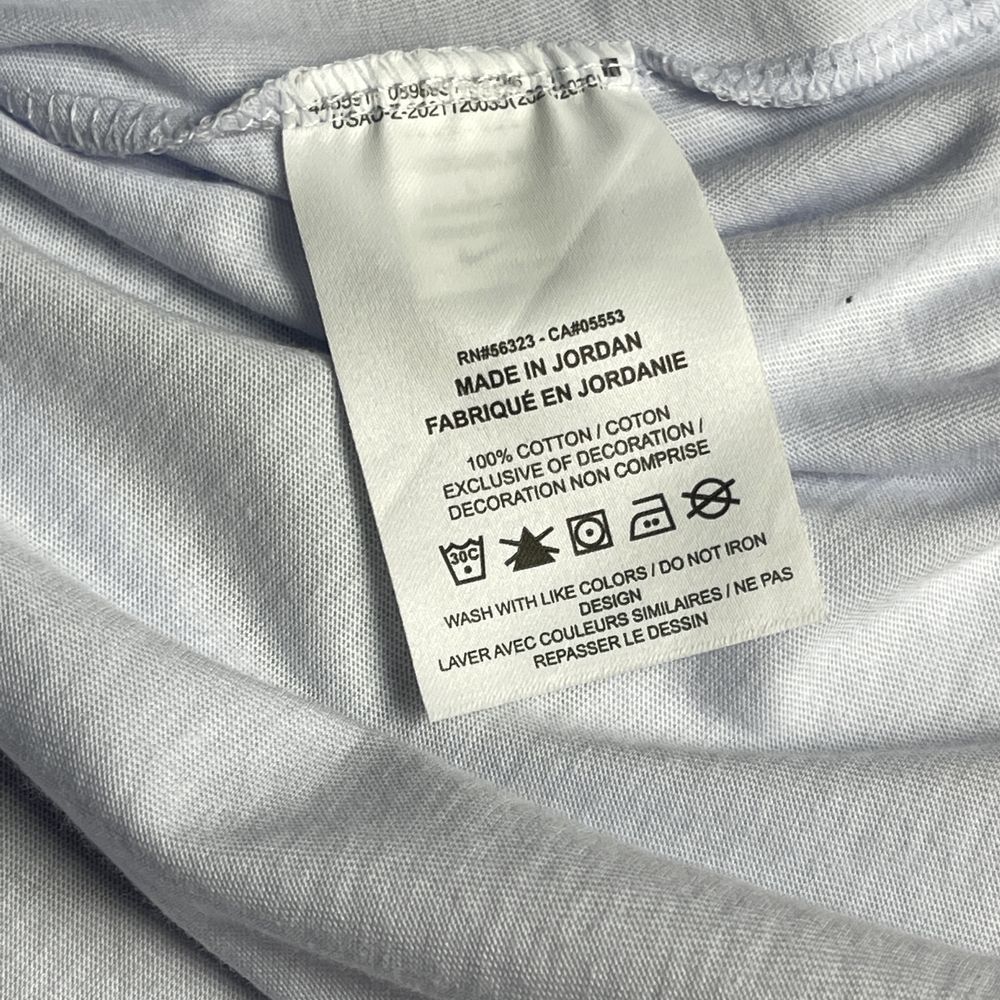 RN#56323 - CA#05553
MADE IN JORDAN
FABRIQUÉ EN JORDANIE
100% COTTON / COTON
EXCLUSIVE OF DECORATION /
DECORATION NON COMPRISE
30C
WASH WITH LIKE COLORS / DO NOT IRON
DESIGN
LAVER AVEC COULEURS SIMILAIRES / NE PAS
REPASSER LE DESSIN